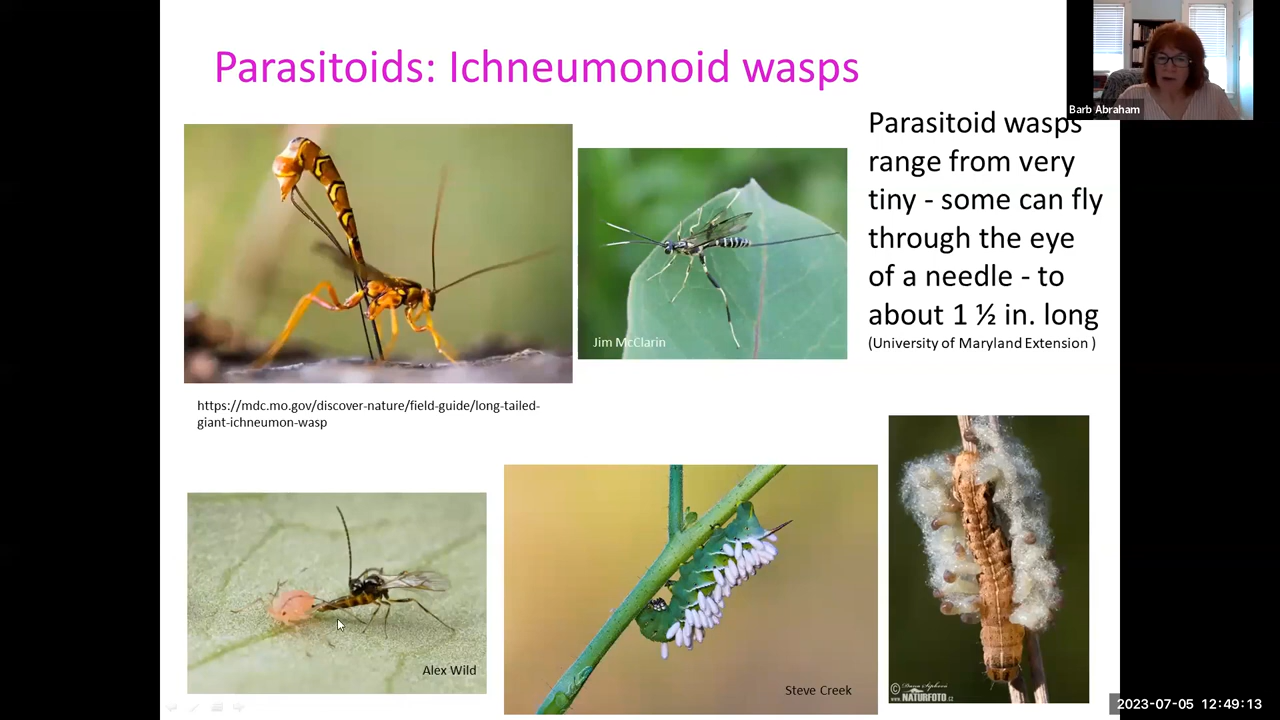 Parasitoids: Ichneumonoid wasps
Barb Abraham
Parasitoid wasps
range from very
tiny - some can fly
through the eye
of a needle - to
about 1 ½ in. long
(University of Maryland Extension )
Jim McClarin
https://mdc.mo.gov/discover-nature/field-guide/long-tailed-
giant-ichneumon-wasp
Alex Wild
Steve Creek
©
NATURFOTO.cz
2023-07-05 12:49:13